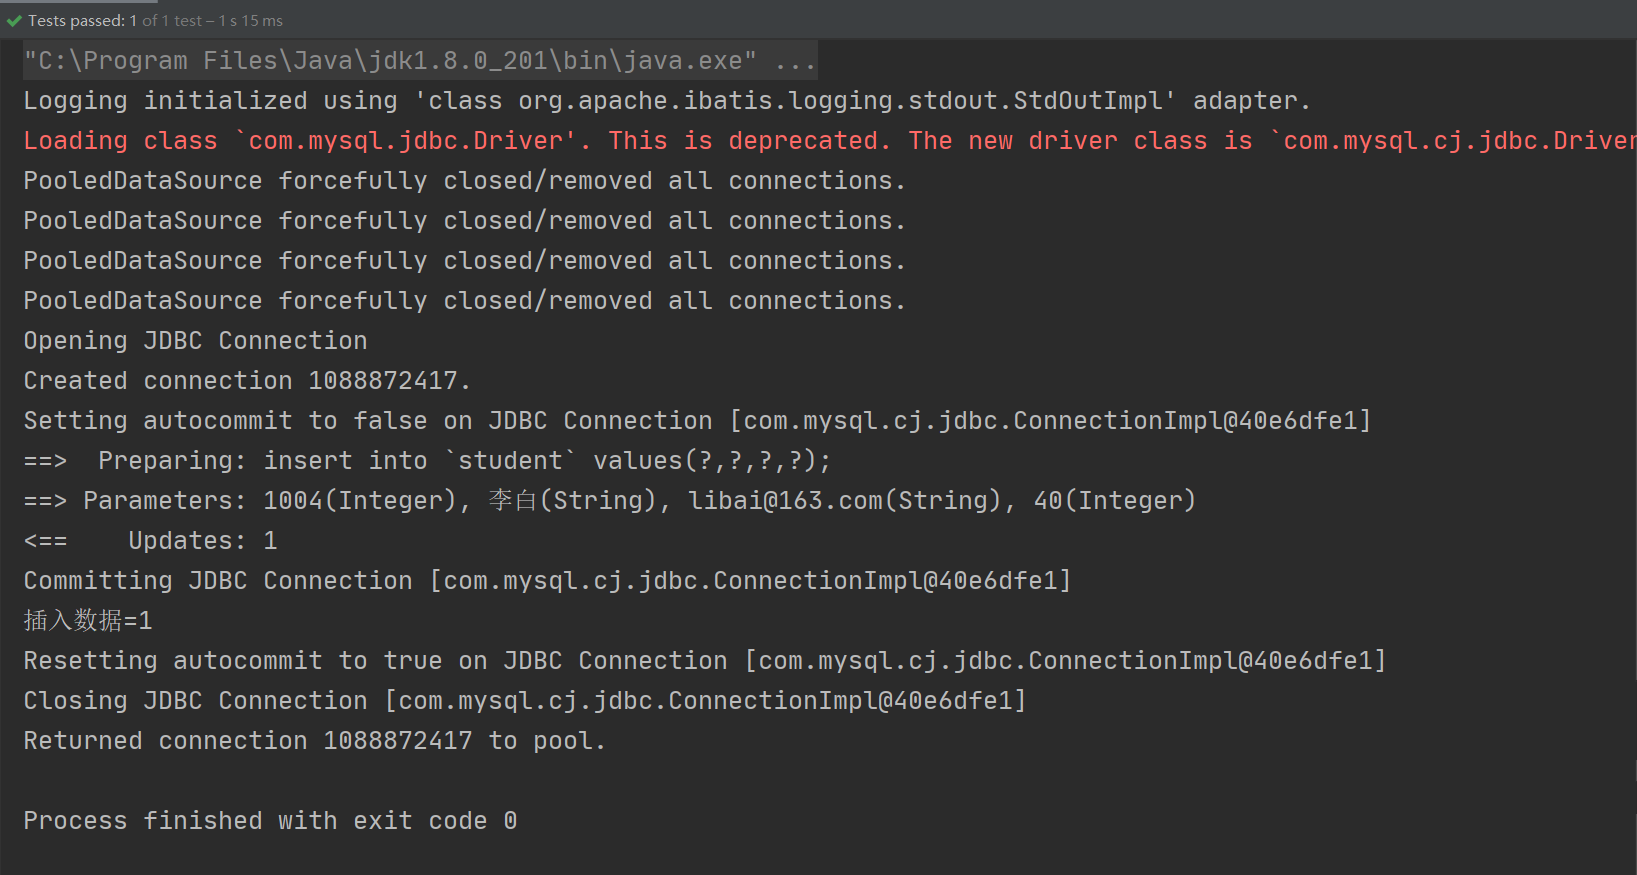 Tests passed: 1 of 1 test – 1 s 15 ms
"C:\Program Files\Java\jdk1.8.0_201\bin\java.exe" ...
Logging initialized using 'class org.apache.ibatis.logging.stdout.StdOutImpl' adapter.
Loading class `com.mysql.jdbc.Driver'. This is deprecated. The new driver class is `com.mysql.cj.jdbc.Driver
PooledDataSource forcefully closed/removed all connections.
PooledDataSource forcefully closed/removed all connections.
PooledDataSource forcefully closed/removed all connections.
PooledDataSource forcefully closed/removed all connections.
Opening JDBC Connection
Created connection 1088872417.
Setting autocommit to false on JDBC Connection [com.mysql.cj.jdbc.ConnectionImpl@40e6dfe1]
==>  Preparing: insert into `student` values(?,?,?,?);
==> Parameters: 1004(Integer), 李白(String), libai@163.com(String), 40(Integer)
<==    Updates: 1
Committing JDBC Connection [com.mysql.cj.jdbc.ConnectionImpl@40e6dfe1]
插入数据=1
Resetting autocommit to true on JDBC Connection [com.mysql.cj.jdbc.ConnectionImpl@40e6dfe1]
Closing JDBC Connection [com.mysql.cj.jdbc.ConnectionImpl@40e6dfe1]
Returned connection 1088872417 to pool.
Process finished with exit code 0